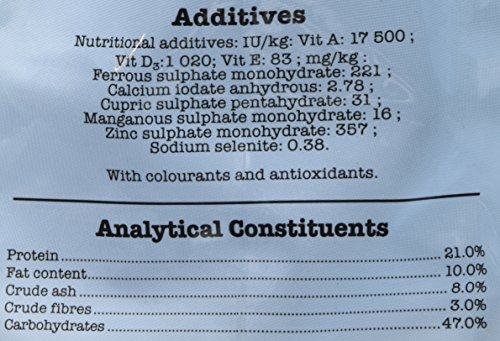 Additives
Nutritional additives: IU/kg: Vit A: 17 500 ;
Vit D3:1 020; Vit E: 83 ; mg/kg :
Ferrous sulphate monohydrate: 221 ;
Calcium iodate anhydrous: 2.78 ;
Cupric sulphate pentahydrate: 31 ;
Manganous sulphate monohydrate: 16 ;
Zinc sulphate monohydrate: 357 ;
Sodium selenite: 0.38.
With colourants and antioxidants.
Analytical Constituents
Protein 21.0%
Fat content 10.0%
Crude ash 8.0%
Crude fibres 3.0%
Carbohydrates 47.0%